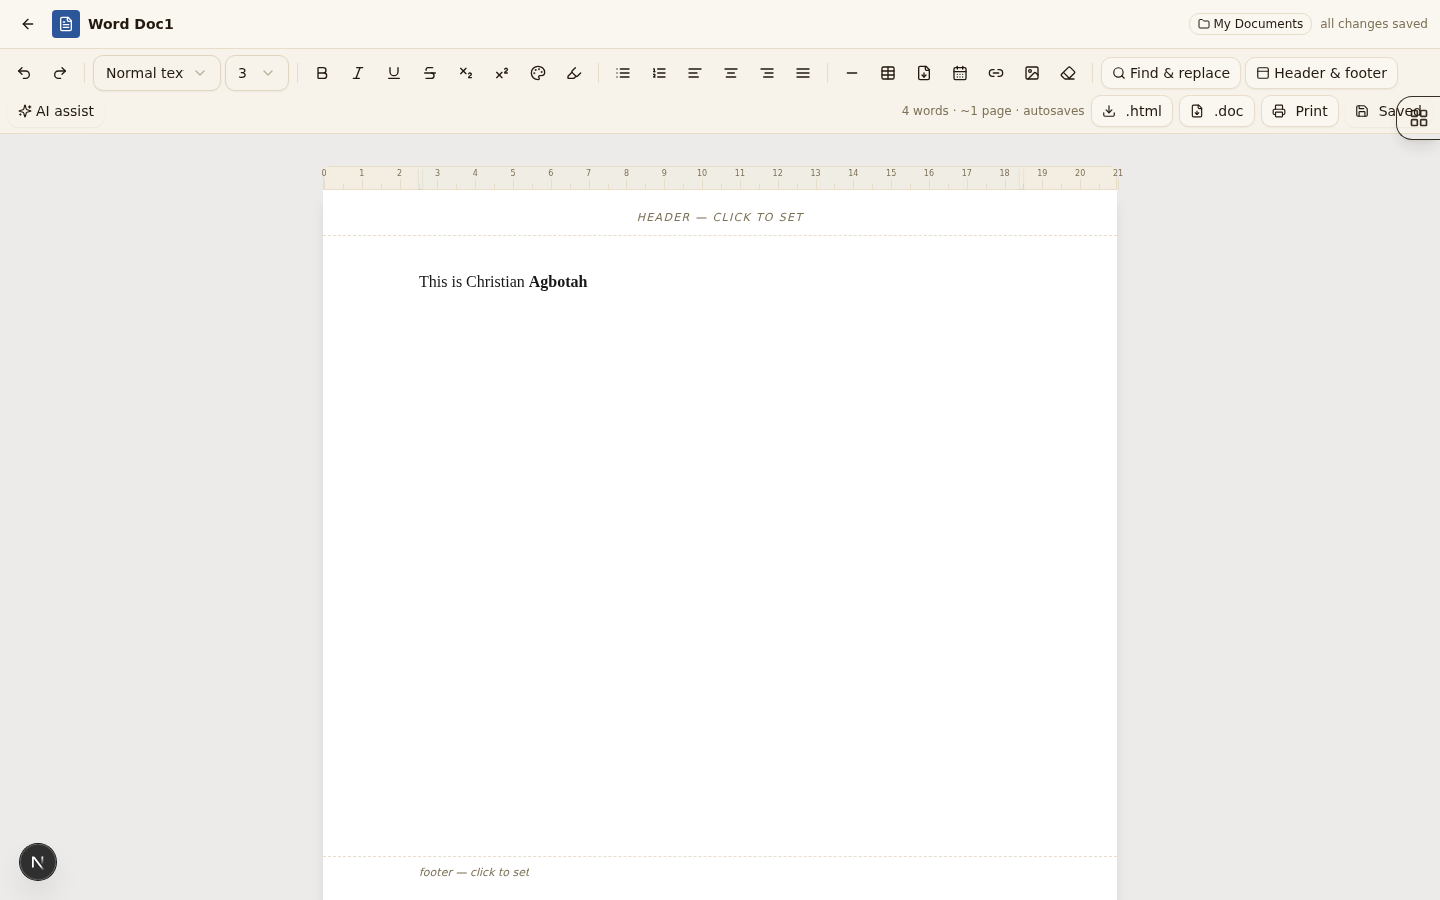 Word Doc1
My Documents
all changes saved
Normal tex
3
Find & replace
Header & footer
AI assist
4 words · ~1 page · autosaves
.html
.doc
Print
Saved
0 1 2 3 4 5 6 7 8 9 10 11 12 13 14 15 16 17 18 19 20 21
HEADER — CLICK TO SET
This is Christian Agbotah
footer — click to set
N